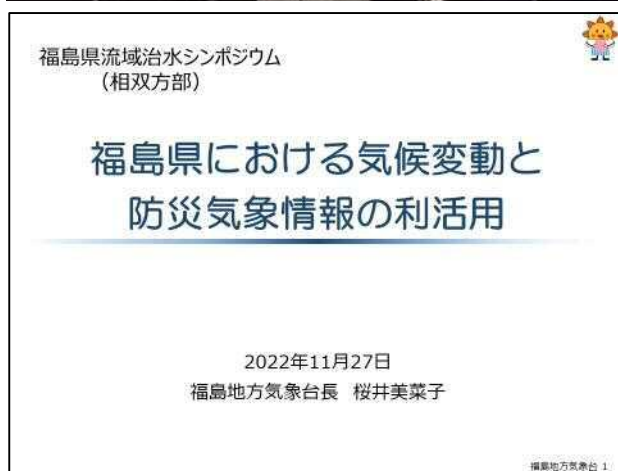 福島県流域治水シンポジウム
(相双方部)
福島県における気候変動と
防災気象情報の利活用
2022年11月27日
福島地方気象台長 桜井美菜子
福島地方気象台 1